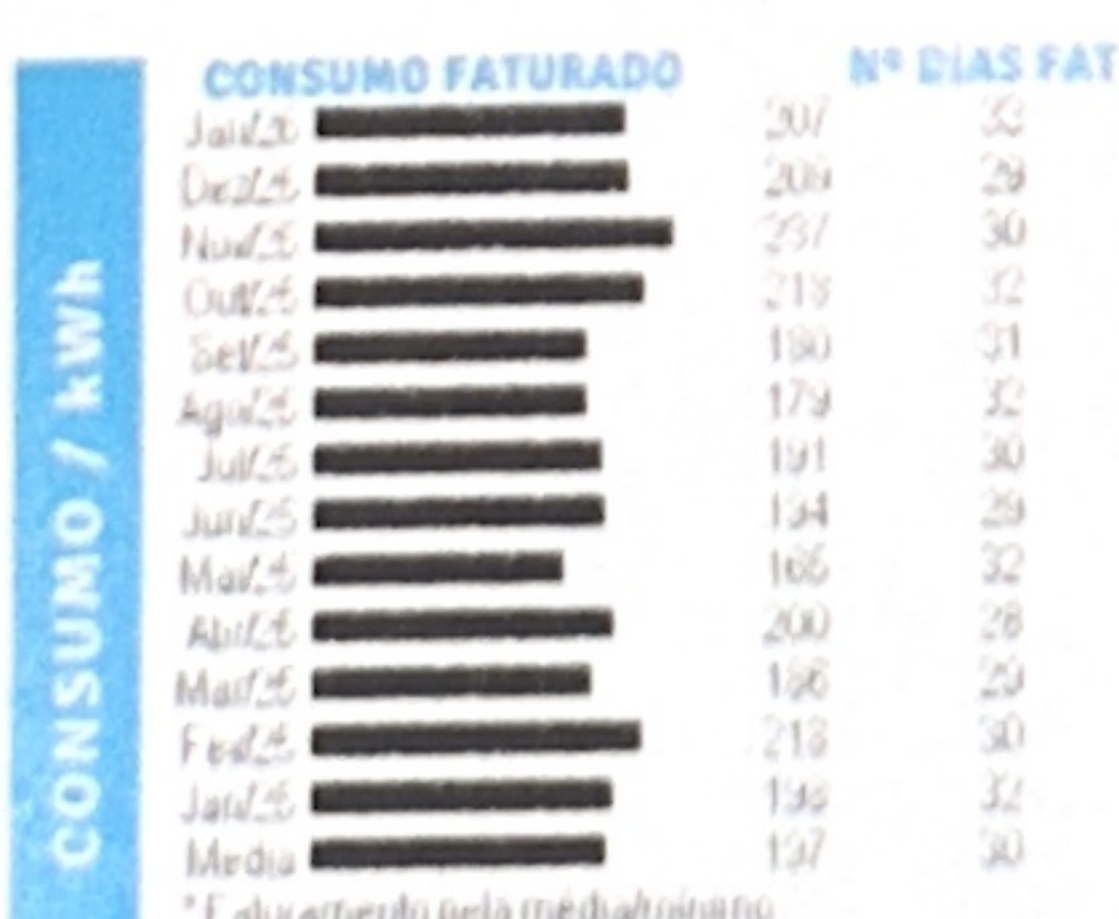 CONSUMO / kWh
CONSUMO FATURADO Nº DIAS FAT
Jan/26 207 33
Dez/25 209 29
Nov/25 237 30
Out/25 218 32
Set/25 180 31
Ago/25 179 32
Jul/25 191 30
Jun/25 194 29
Mai/25 165 32
Abr/25 200 28
Mar/25 186 29
Fev/25 218 30
Jan/25 198 32
Media 197 30
pela média/mínimo